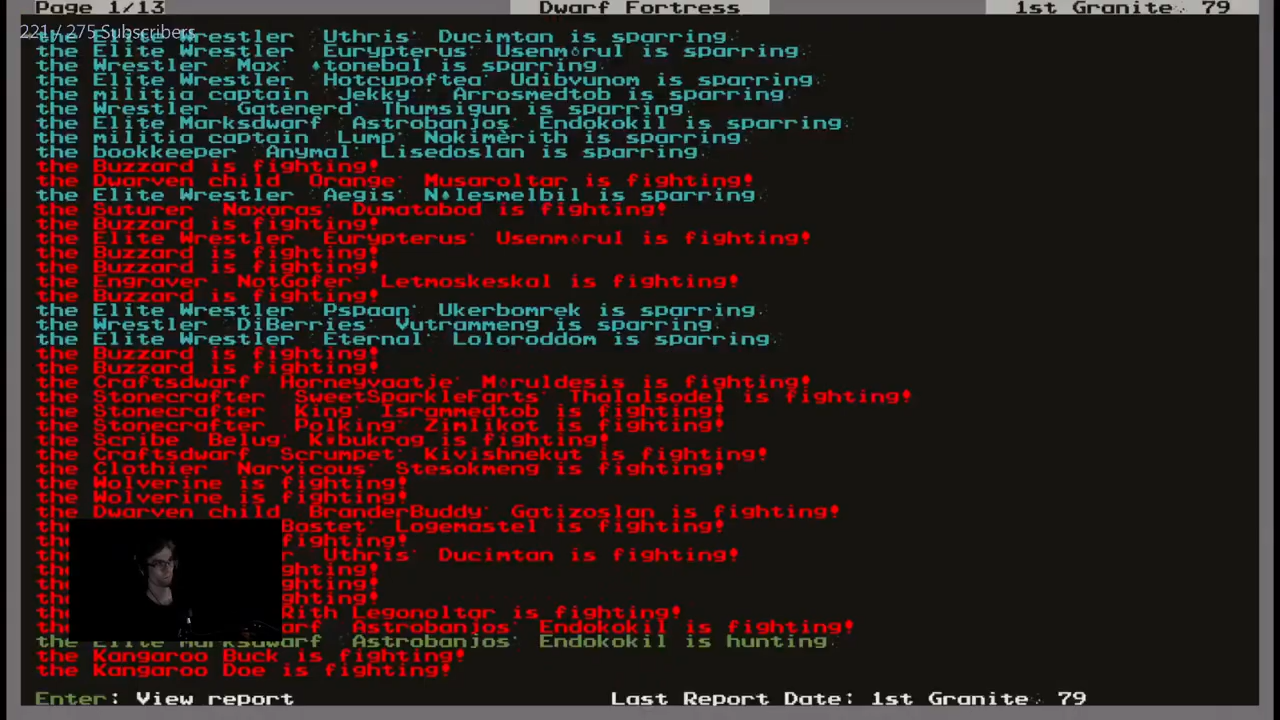 Page 1/13 Dwarf Fortress 1st Granite 79
221 / 275 Subscribers
the Elite Wrestler Uthris Ducimtan is sparring.
the Elite Wrestler Eurypterus Usenmorul is sparring.
the Wrestler Max ♦tonebal is sparring.
the Elite Wrestler Hotcupoftea Udibvunom is sparring.
the militia captain Jekky Arrosmedtob is sparring.
the Wrestler Gatenerd Thumsigun is sparring.
the Elite Marksdwarf Astrobanjos Endokokil is sparring.
the militia captain Lump Nokimèrith is sparring.
the bookkeeper Anymal Lisedoslan is sparring.
the Buzzard is fighting!
the Dwarven child Orange Musaroltar is fighting!
the Elite Wrestler Aegis N♦lesmelbil is sparring.
the Suturer Naxaras Dumatabod is fighting!
the Buzzard is fighting!
the Elite Wrestler Eurypterus Usenmorul is fighting!
the Buzzard is fighting!
the Buzzard is fighting!
the Engraver NotGofer Letmoskeskal is fighting!
the Buzzard is fighting!
the Elite Wrestler Pspaan Ukerbomrek is sparring.
the Wrestler DiBerries Vutrammeng is sparring.
the Elite Wrestler Eternal Loloroddom is sparring.
the Buzzard is fighting!
the Buzzard is fighting!
the Craftsdwarf Horneyvaatje Moruldesis is fighting!
the Stonecrafter SweetSparkleFarts Thalalsodel is fighting!
the Stonecrafter King Isrammedtob is fighting!
the Stonecrafter Polking Zimlikot is fighting!
the Scribe Belug K♦bukrag is fighting!
the Craftsdwarf Scrumpet Kivishnekut is fighting!
the Clothier Narvicous Stesokmeng is fighting!
the Wolverine is fighting!
the Wolverine is fighting!
the Dwarven child BranderBuddy Gatizoslan is fighting!
Bastet Logemastel is fighting!
fighting!
Uthris Ducimtan is fighting!
ghting!
ghting!
ghting!
Rith Legonoltar is fighting!
arf Astrobanjos Endokokil is fighting!
the Elite Marksdwarf Astrobanjos Endokokil is hunting.
the Kangaroo Buck is fighting!
the Kangaroo Doe is fighting!
Enter: View report Last Report Date: 1st Granite 79